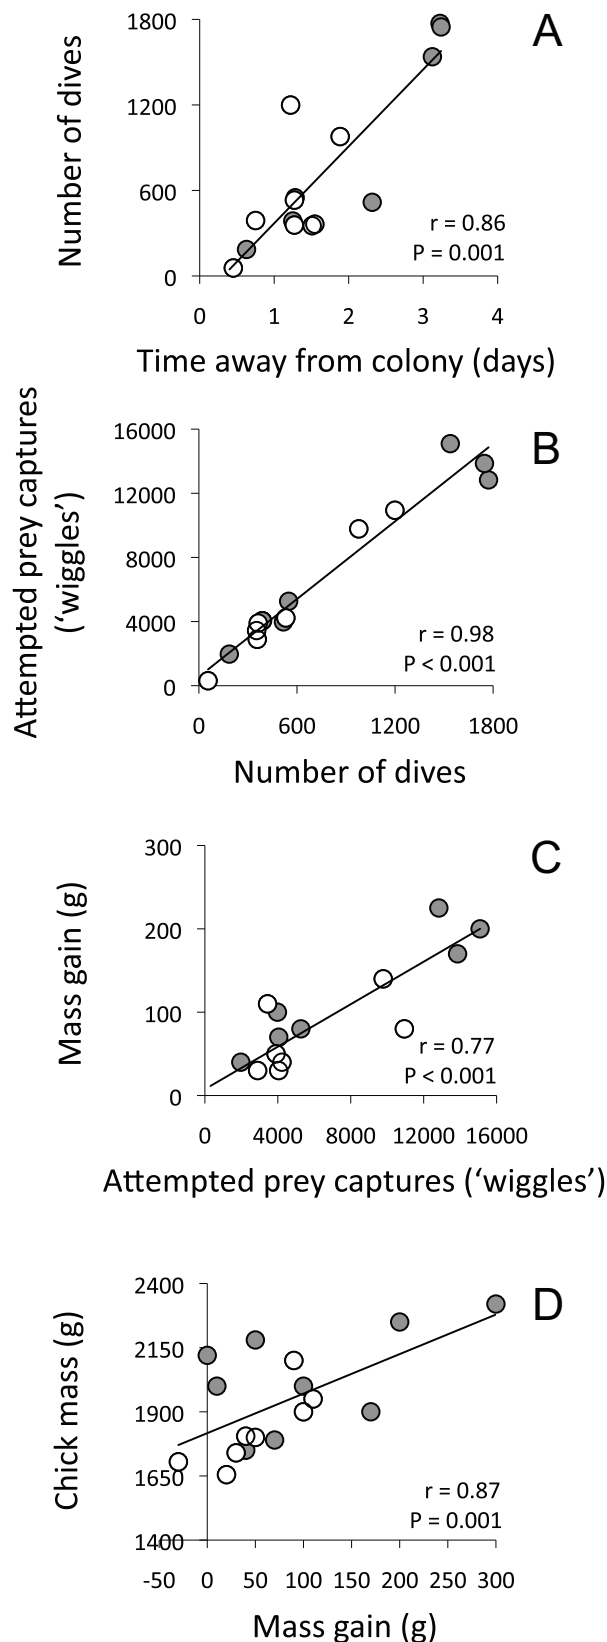 A
Number of dives
1800
1200
600
0
r = 0.86
P = 0.001
0 1 2 3 4
Time away from colony (days)
B
Attempted prey captures
(‘wiggles’)
16000
12000
8000
4000
0
r = 0.98
P < 0.001
0 600 1200 1800
Number of dives
C
Mass gain (g)
300
200
100
0
r = 0.77
P < 0.001
0 4000 8000 12000 16000
Attempted prey captures (‘wiggles’)
D
Chick mass (g)
2400
2150
1900
1650
1400
r = 0.87
P = 0.001
-50 0 50 100 150 200 250 300
Mass gain (g)